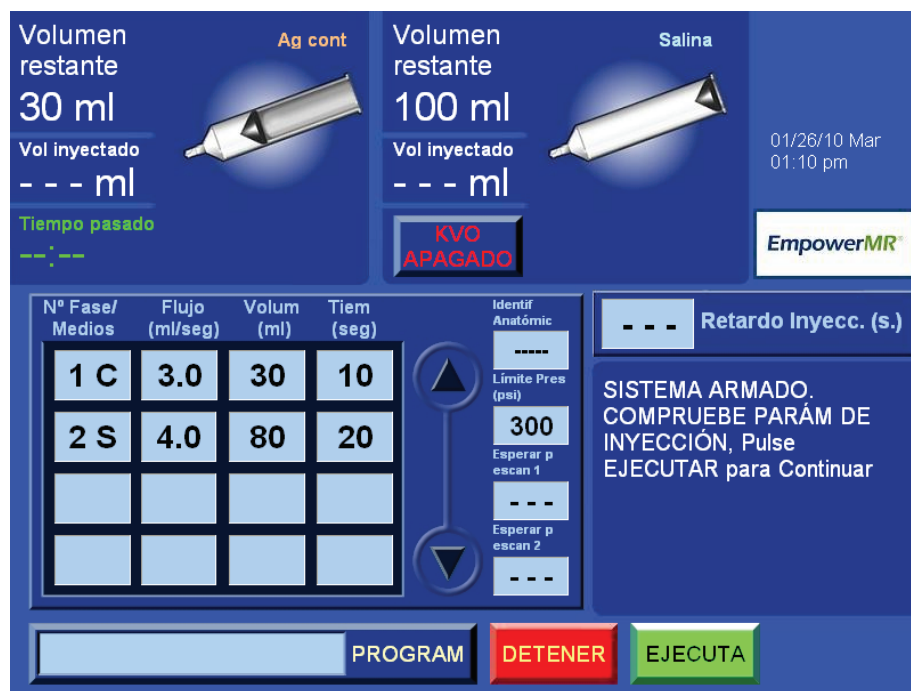 Volumen
restante
Ag cont
30 ml
Vol inyectado
- - - ml
Tiempo pasado
--:--
Volumen
restante
Salina
100 ml
Vol inyectado
- - - ml
KVO
APAGADO
01/26/10 Mar
01:10 pm
EmpowerMR®
Nº Fase/
Medios
Flujo
(ml/seg)
Volum
(ml)
Tiem
(seg)
1 C 3.0 30 10
2 S 4.0 80 20
Identif
Anatómic
-----
Límite Pres
(psi)
300
Esperar p
escan 1
- - -
Esperar p
escan 2
- - -
- - - Retardo Inyecc. (s.)
SISTEMA ARMADO.
COMPRUEBE PARÁM DE
INYECCIÓN, Pulse
EJECUTAR para Continuar
PROGRAM
DETENER
EJECUTA